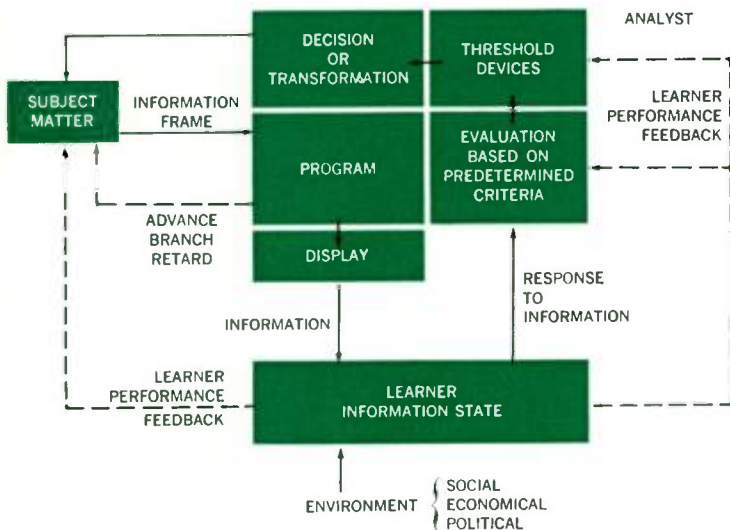 ANALYST
DECISION
OR
TRANSFORMATION
THRESHOLD
DEVICES
SUBJECT
MATTER
INFORMATION
FRAME
LEARNER
PERFORMANCE
FEEDBACK
PROGRAM
EVALUATION
BASED ON
PREDETERMINED
CRITERIA
ADVANCE
BRANCH
RETARD
DISPLAY
INFORMATION
RESPONSE
TO
INFORMATION
LEARNER
PERFORMANCE
FEEDBACK
LEARNER
INFORMATION STATE
ENVIRONMENT
SOCIAL
ECONOMICAL
POLITICAL